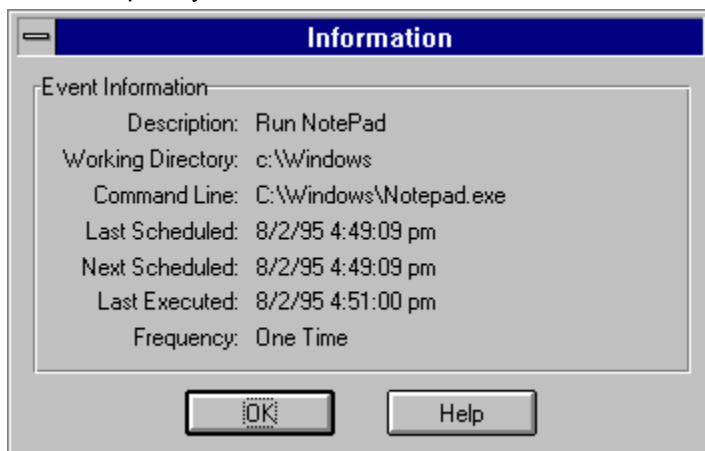 Information
Event Information
Description: Run NotePad
Working Directory: c:\Windows
Command Line: C:\Windows\Notepad.exe
Last Scheduled: 8/2/95 4:49:09 pm
Next Scheduled: 8/2/95 4:49:09 pm
Last Executed: 8/2/95 4:51:00 pm
Frequency: One Time
OK Help